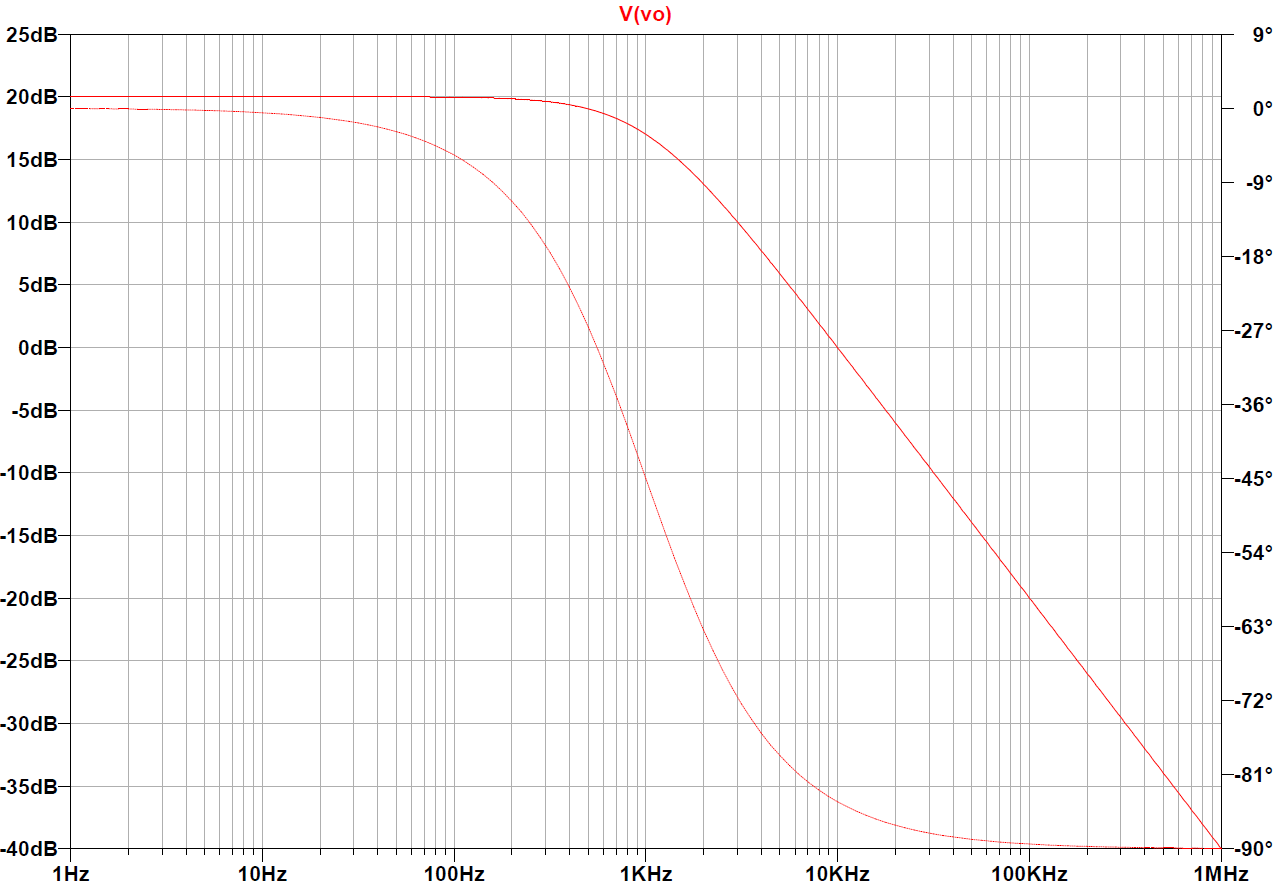 V(vo)
25dB 9°
20dB 0°
15dB -9°
10dB -18°
5dB
0dB -27°
-5dB -36°
-10dB -45°
-15dB -54°
-20dB -63°
-25dB
-30dB -72°
-35dB -81°
-40dB -90°
1Hz 10Hz 100Hz 1KHz 10KHz 100KHz 1MHz